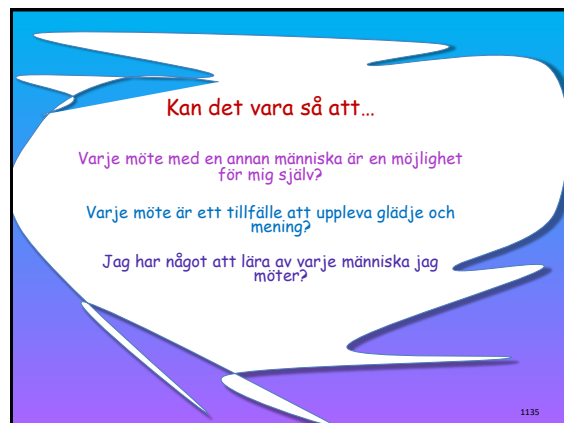 Kan det vara så att…
Varje möte med en annan människa är en möjlighet
för mig själv?
Varje möte är ett tillfälle att uppleva glädje och
mening?
Jag har något att lära av varje människa jag
möter?
1135